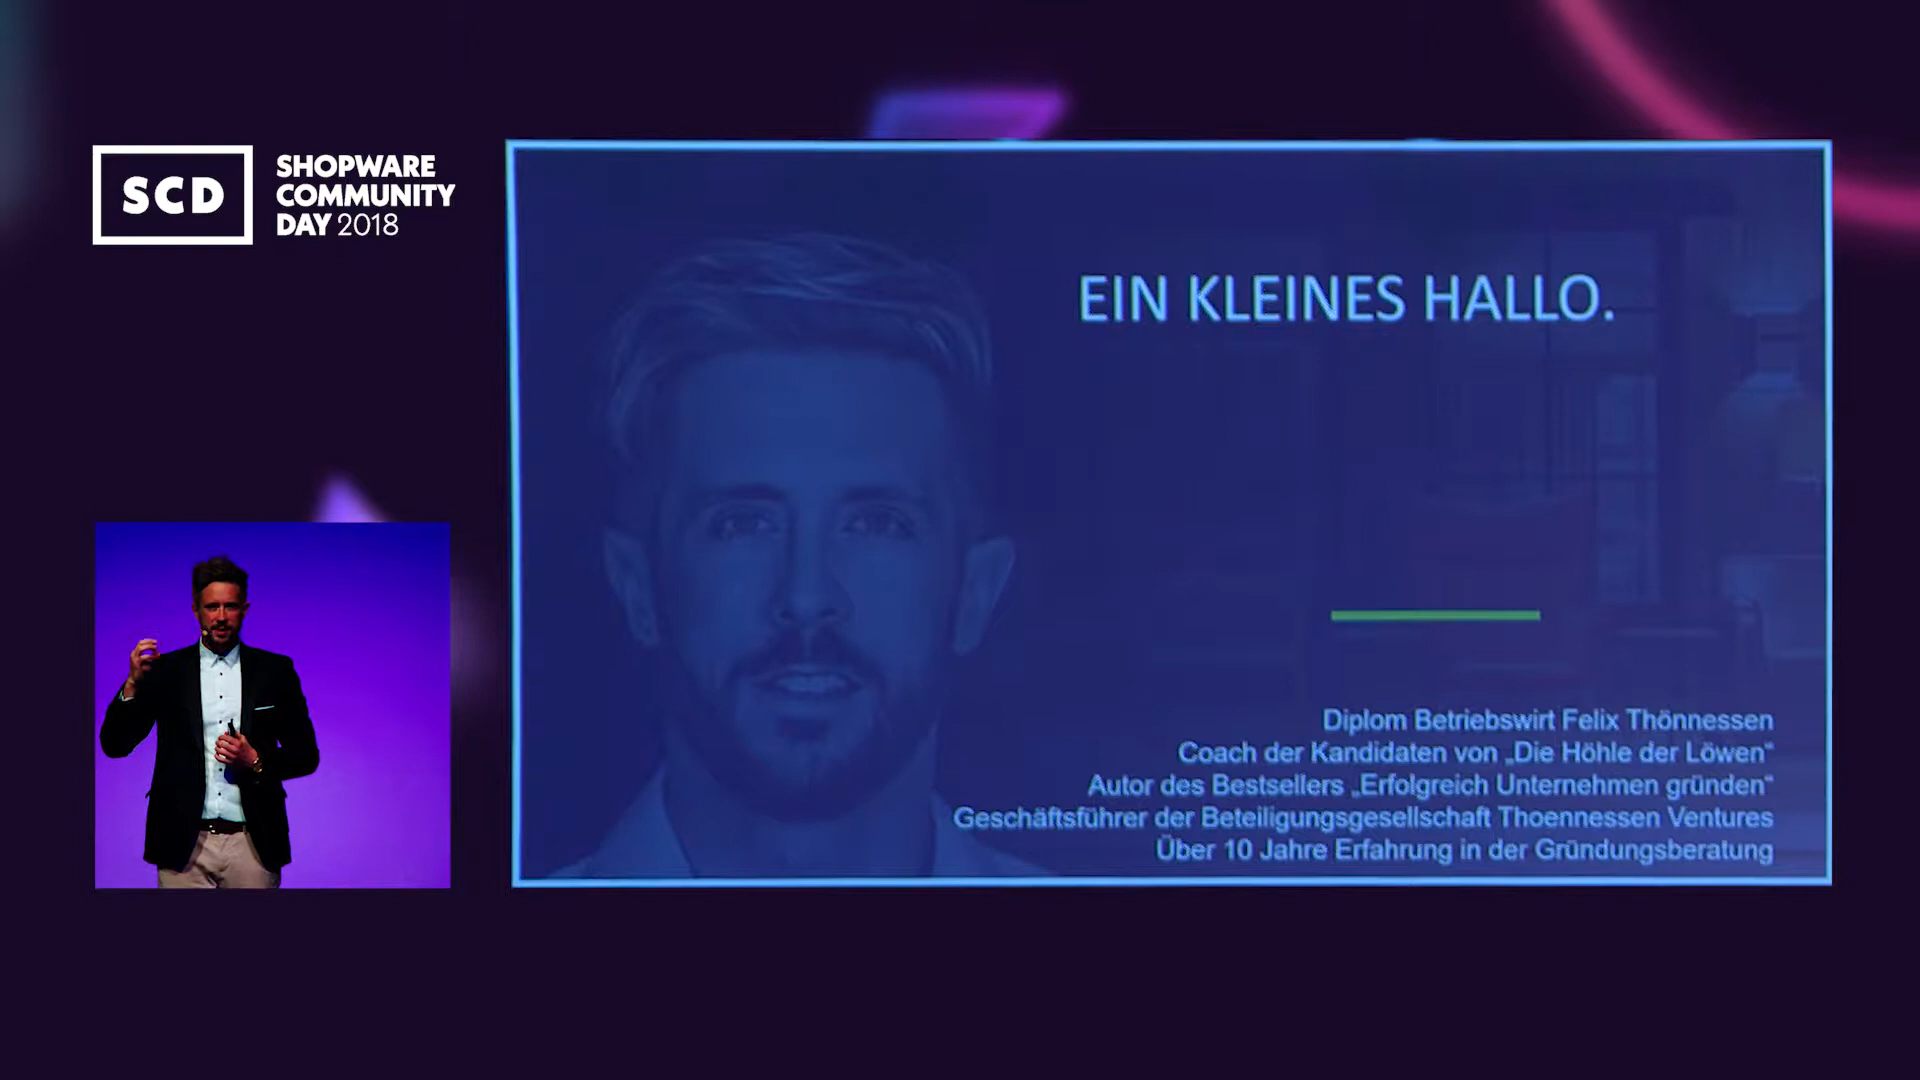 SCD
SHOPWARE
COMMUNITY
DAY 2018
EIN KLEINES HALLO.
Diplom Betriebswirt Felix Thönnessen
Coach der Kandidaten von „Die Höhle der Löwen“
Autor des Bestsellers „Erfolgreich Unternehmen gründen“
Geschäftsführer der Beteiligungsgesellschaft Thoennessen Ventures
Über 10 Jahre Erfahrung in der Gründungsberatung